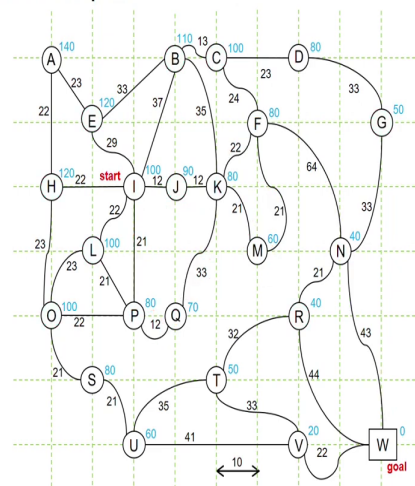 110
13
A 140
B
C 100
D 80
23
23
33
33
37
35
24
22
E 120
F 80
G 50
29
22
64
start
H 120
22
I 100
12
J 90
12
K 80
22
21
21
33
23
L 100
21
M 60
N 40
23
21
33
21
O 100
22
P 80
12
Q 70
R 40
43
32
21
S 80
T 50
44
21
35
33
U 60
41
V 20
W 0
22
10
goal